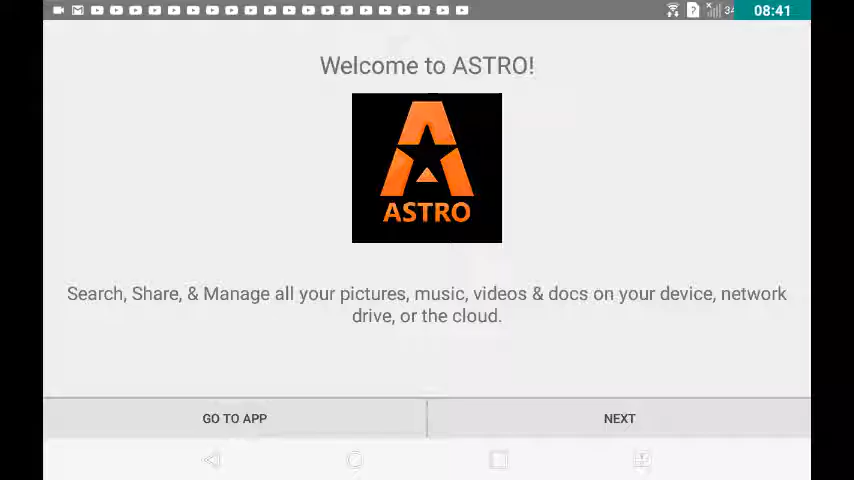 08:41
Welcome to ASTRO!
ASTRO
Search, Share, & Manage all your pictures, music, videos & docs on your device, network
drive, or the cloud.
GO TO APP
NEXT